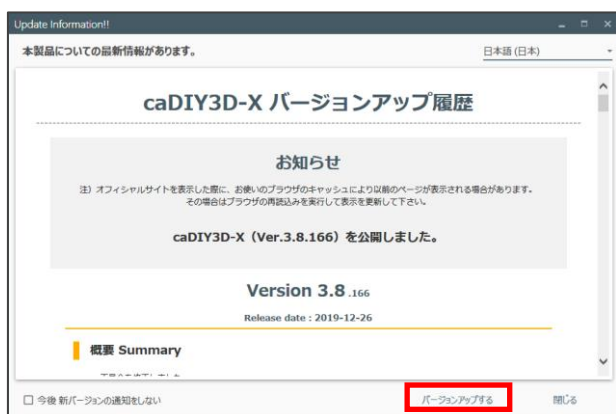 Update Information!!
本製品についての最新情報があります。
日本語 (日本)
caDIY3D-X バージョンアップ履歴
お知らせ
注）オフィシャルサイトを表示した際に、お使いのブラウザのキャッシュにより以前のページが表示される場合があります。
その場合はブラウザの再読込みを実行して表示を更新して下さい。
caDIY3D-X（Ver.3.8.166）を公開しました。
Version 3.8 .166
Release date : 2019-12-26
概要 Summary
今後 新バージョンの通知をしない
バージョンアップする
閉じる